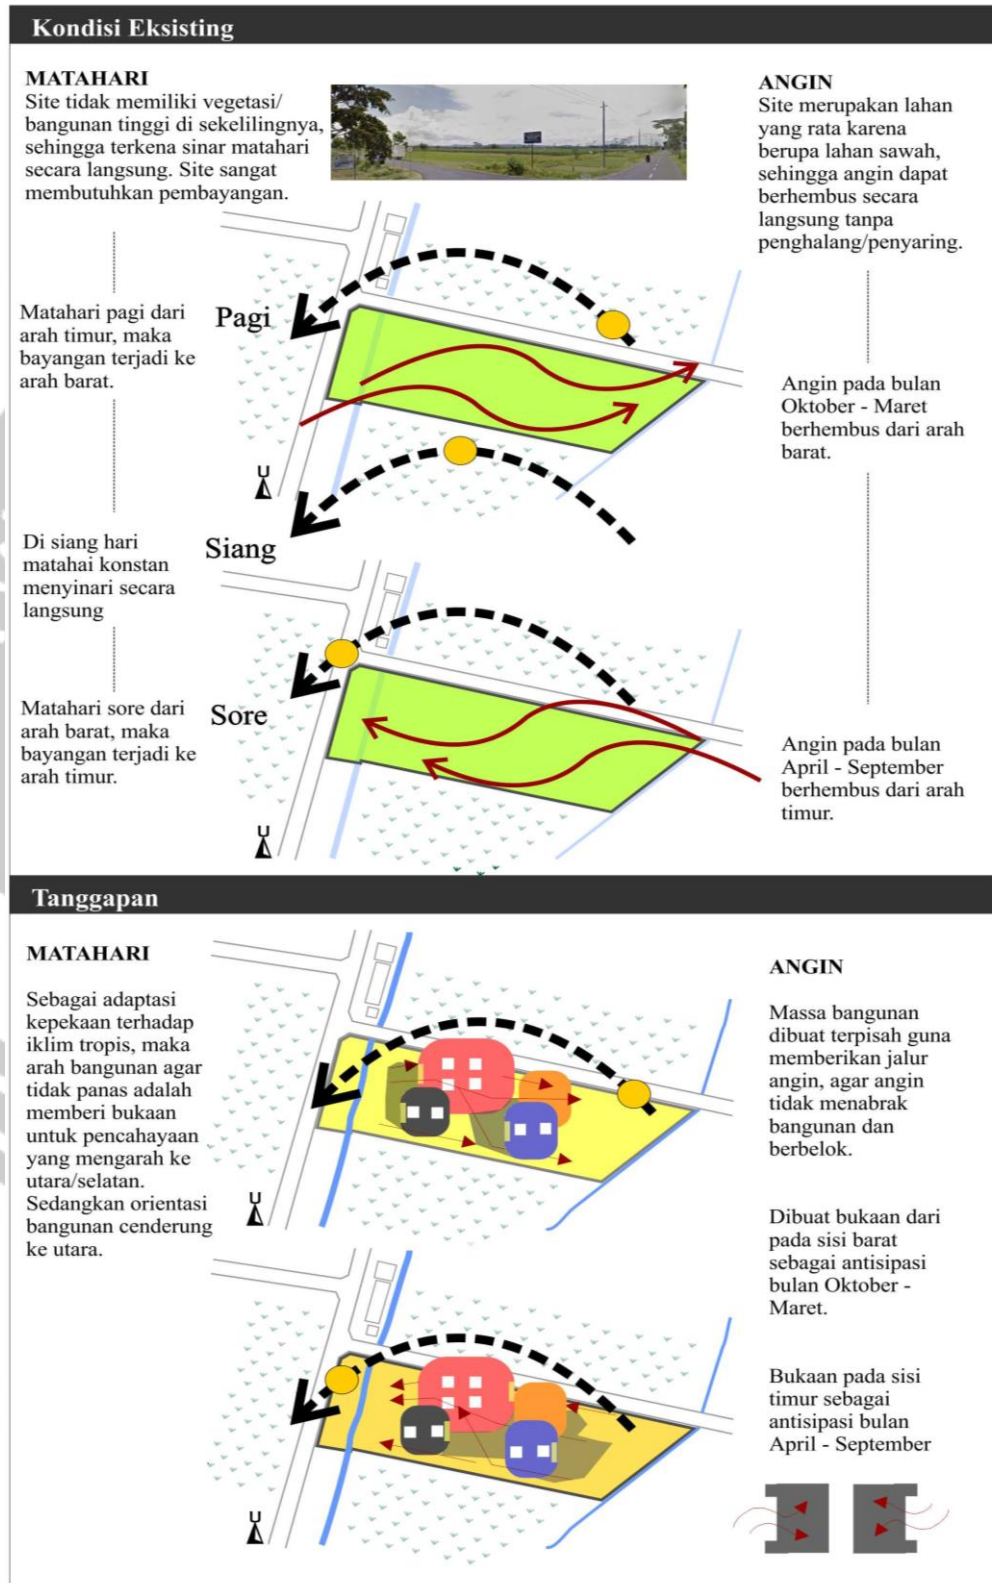 Kondisi Eksisting
MATAHARI
Site tidak memiliki vegetasi/
bangunan tinggi di sekelilingnya,
sehingga terkena sinar matahari
secara langsung. Site sangat
membutuhkan pembayangan.
ANGIN
Site merupakan lahan
yang rata karena
berupa lahan sawah,
sehingga angin dapat
berhembus secara
langsung tanpa
penghalang/penyaring.
Matahari pagi dari
arah timur, maka
bayangan terjadi ke
arah barat.
Pagi
Angin pada bulan
Oktober - Maret
berhembus dari arah
barat.
U
Di siang hari
matahai konstan
menyinari secara
langsung
Siang
Matahari sore dari
arah barat, maka
bayangan terjadi ke
arah timur.
Sore
Angin pada bulan
April - September
berhembus dari arah
timur.
U
Tanggapan
MATAHARI
Sebagai adaptasi
kepekaan terhadap
iklim tropis, maka
arah bangunan agar
tidak panas adalah
memberi bukaan
untuk pencahayaan
yang mengarah ke
utara/selatan.
Sedangkan orientasi
bangunan cenderung
ke utara.
U
U
ANGIN
Massa bangunan
dibuat terpisah guna
memberikan jalur
angin, agar angin
tidak menabrak
bangunan dan
berbelok.
Dibuat bukaan dari
pada sisi barat
sebagai antisipasi
bulan Oktober -
Maret.
Bukaan pada sisi
timur sebagai
antisipasi bulan
April - September